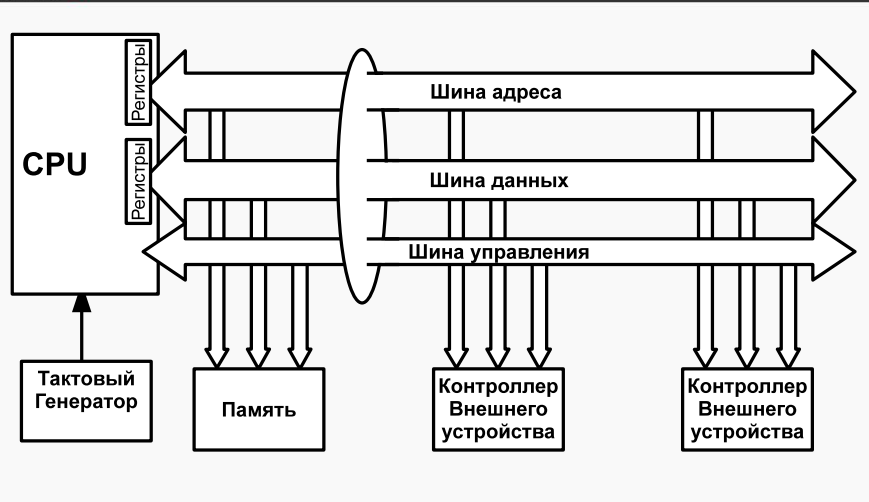 Регистры
Шина адреса
CPU
Регистры
Шина данных
Шина управления
Тактовый
Генератор
Память
Контроллер
Внешнего
устройства
Контроллер
Внешнего
устройства